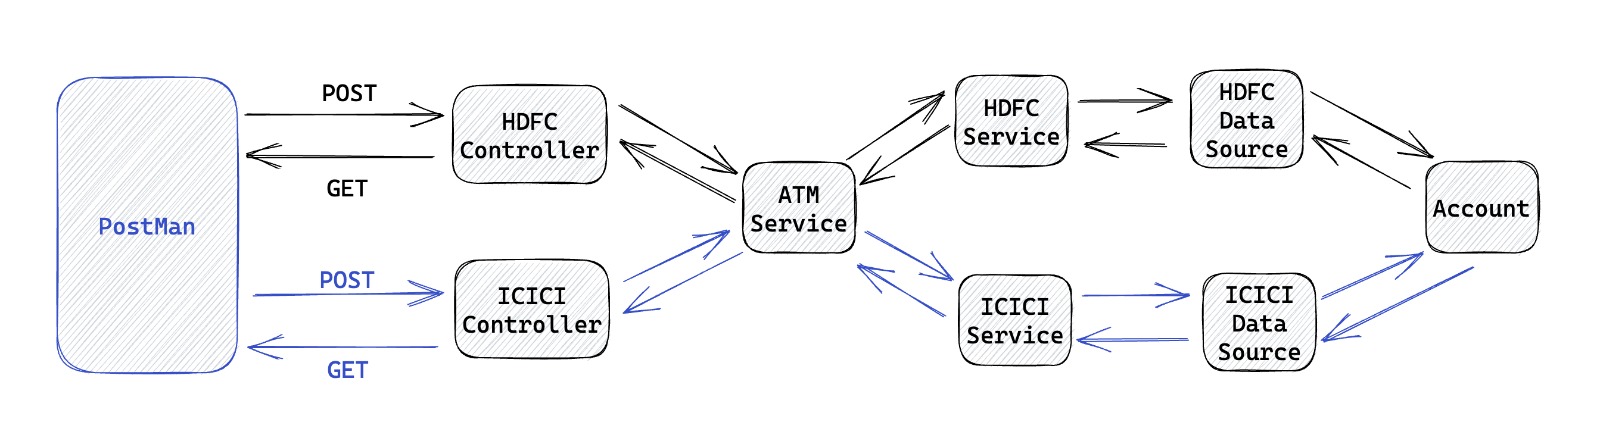 PostMan
POST
GET
POST
GET
HDFC
Controller
ICICI
Controller
ATM
Service
HDFC
Service
ICICI
Service
HDFC
Data
Source
ICICI
Data
Source
Account